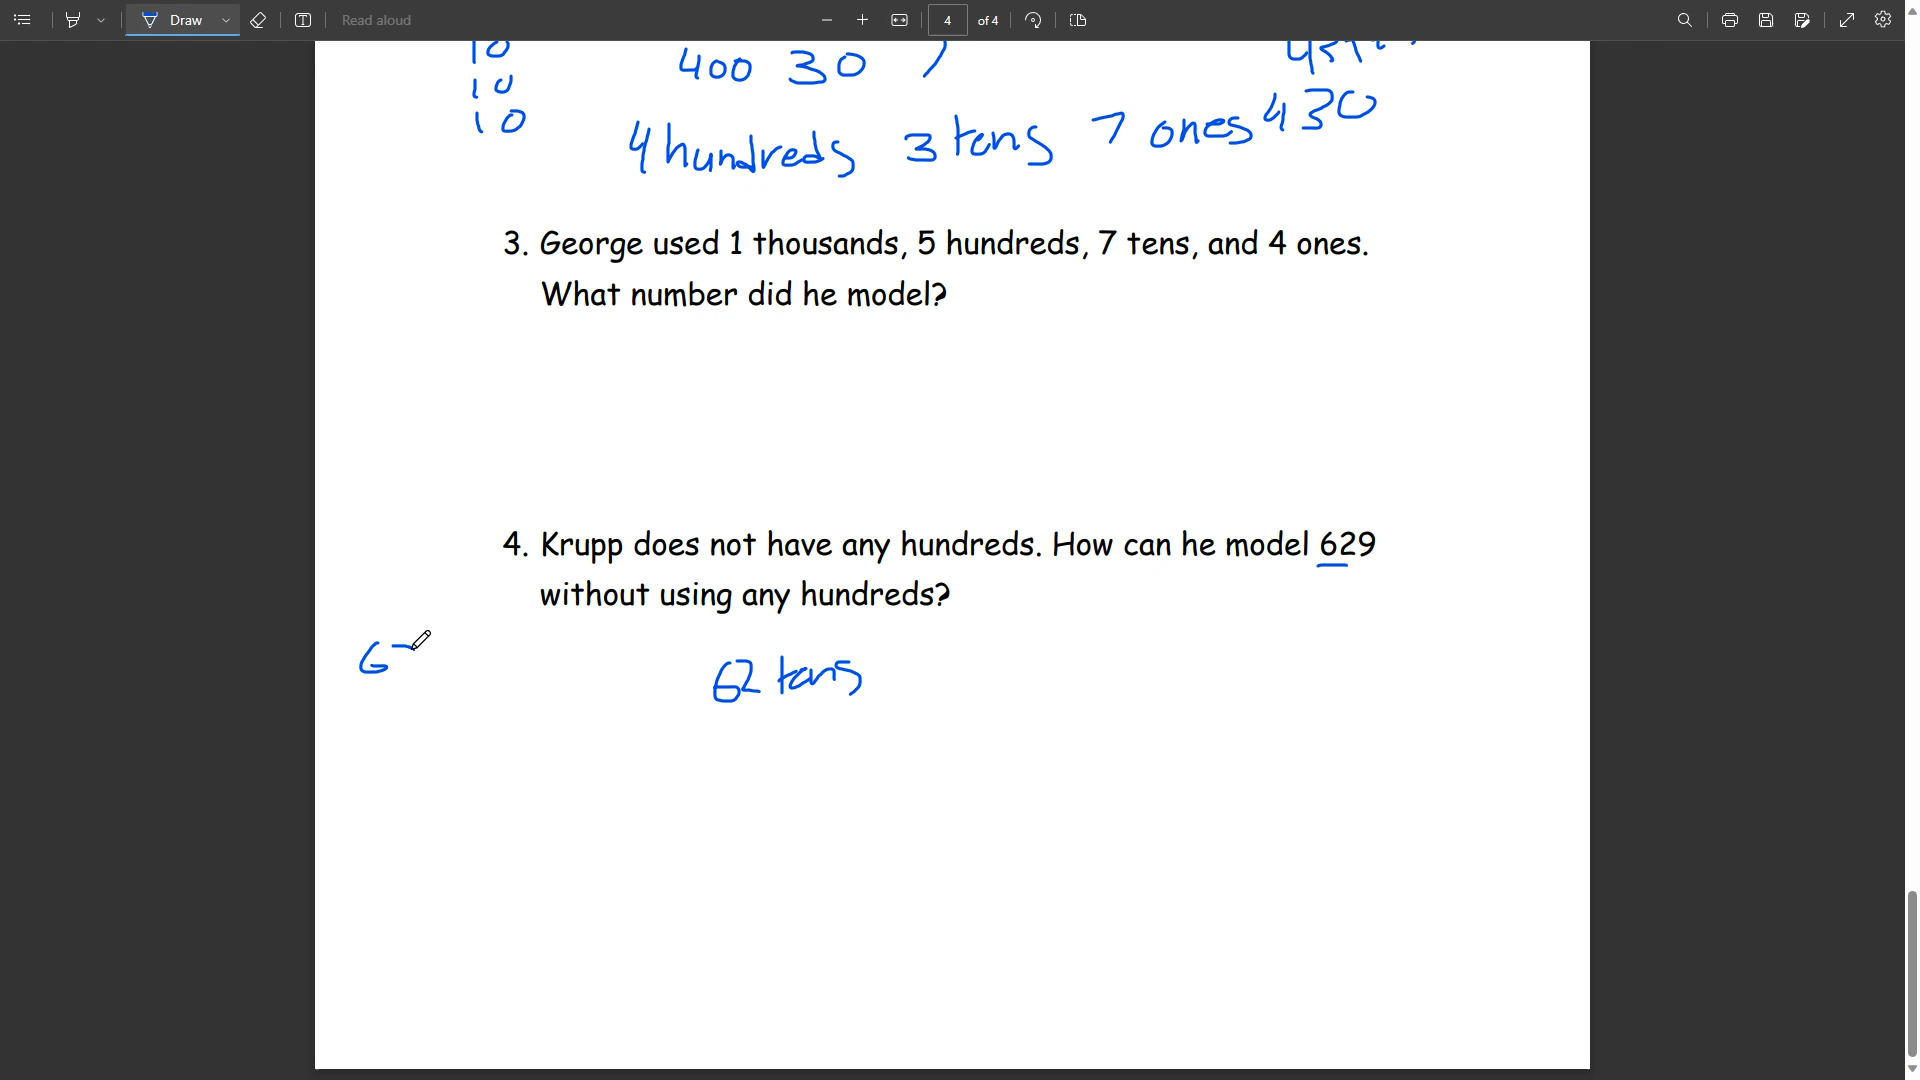 Draw Read aloud 4 of 4
10
400 30 7
10
10 4 hundreds 3 tens 7 ones 430
3. George used 1 thousands, 5 hundreds, 7 tens, and 4 ones.
What number did he model?
4. Krupp does not have any hundreds. How can he model 629
without using any hundreds?
6
62 tens